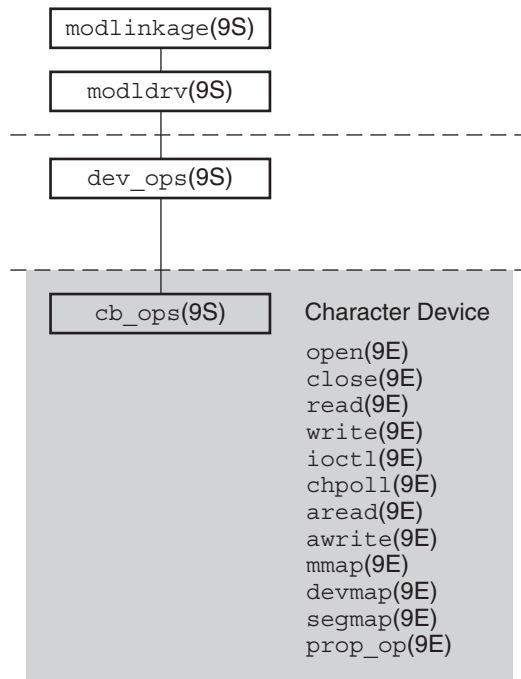 modlinkage(9S)
modldrv(9S)
dev_ops(9S)
cb_ops(9S)
Character Device
open(9E)
close(9E)
read(9E)
write(9E)
ioctl(9E)
chpoll(9E)
aread(9E)
awrite(9E)
mmap(9E)
devmap(9E)
segmap(9E)
prop_op(9E)